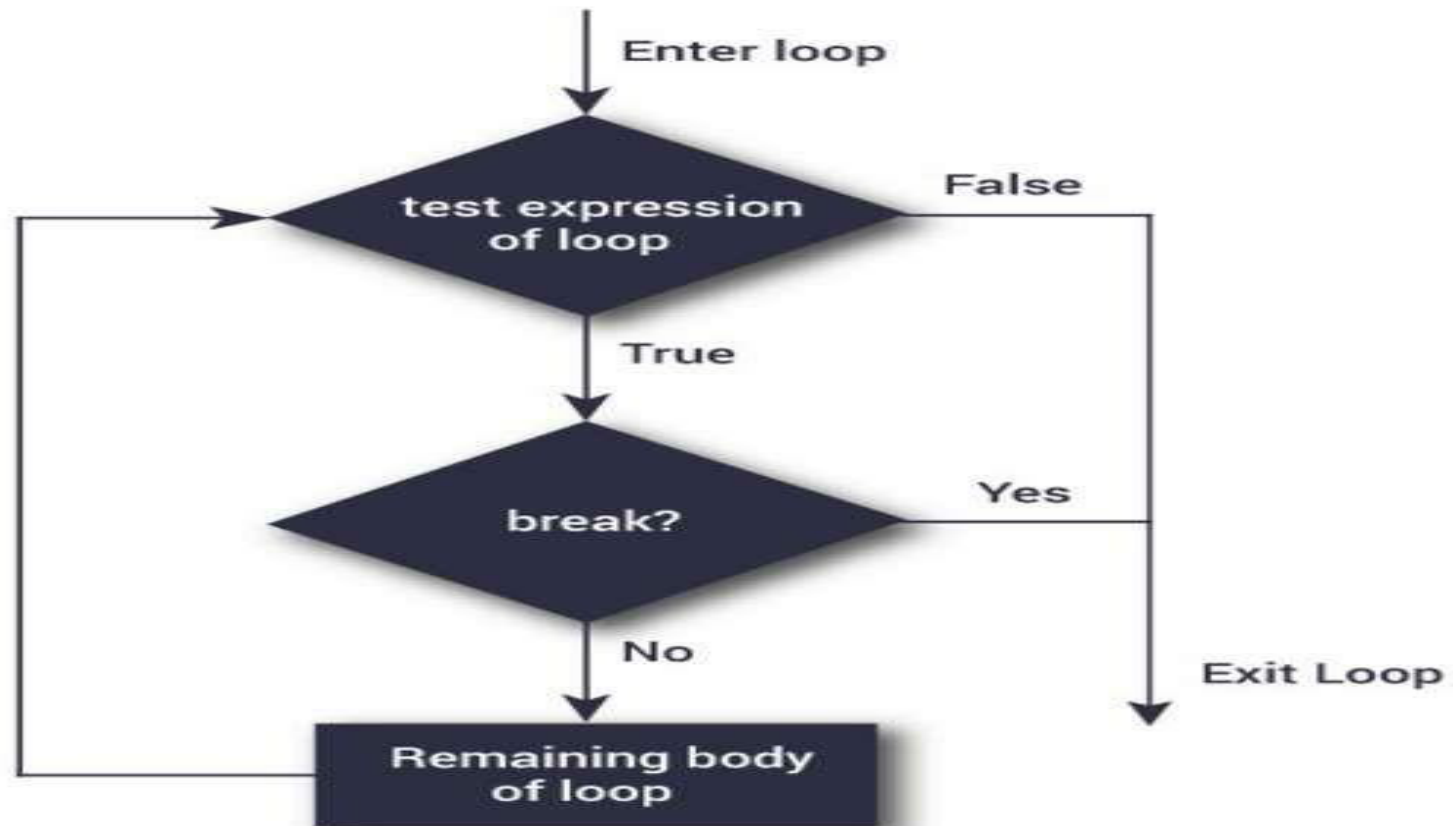 Enter loop
test expression
of loop
False
True
break?
Yes
No
Exit Loop
Remaining body
of loop